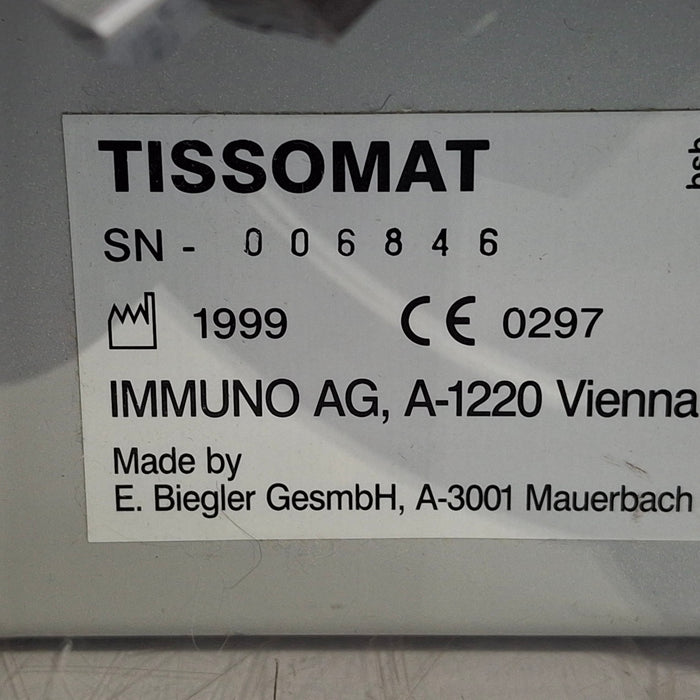 TISSOMAT
SN - 006846
1999 CE 0297
IMMUNO AG, A-1220 Vienna
Made by
E. Biegler GesmbH, A-3001 Mauerbach